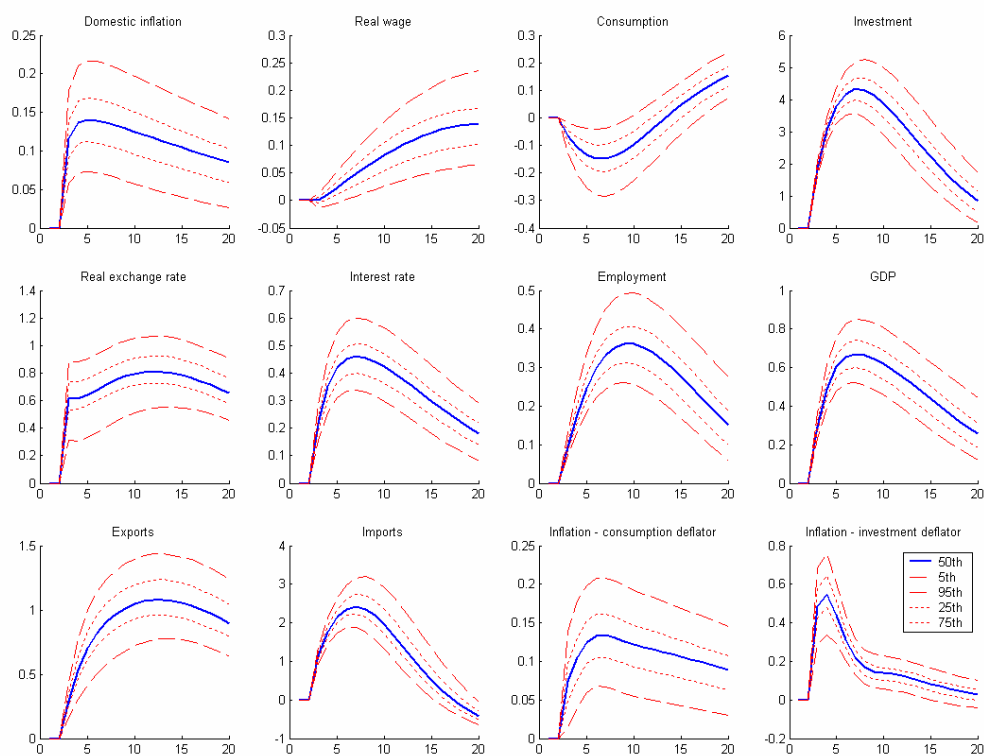 Domestic inflation
0.25
0.2
0.15
0.1
0.05
0
0 5 10 15 20
Real wage
0.3
0.25
0.2
0.15
0.1
0.05
0
-0.05
0 5 10 15 20
Consumption
0.3
0.2
0.1
0
-0.1
-0.2
-0.3
-0.4
0 5 10 15 20
Investment
6
5
4
3
2
1
0
0 5 10 15 20
Real exchange rate
1.4
1.2
1
0.8
0.6
0.4
0.2
0
0 5 10 15 20
Interest rate
0.7
0.6
0.5
0.4
0.3
0.2
0.1
0
0 5 10 15 20
Employment
0.5
0.4
0.3
0.2
0.1
0
0 5 10 15 20
GDP
1
0.8
0.6
0.4
0.2
0
0 5 10 15 20
Exports
1.5
1
0.5
0
0 5 10 15 20
Imports
4
3
2
1
0
-1
0 5 10 15 20
Inflation - consumption deflator
0.25
0.2
0.15
0.1
0.05
0
0 5 10 15 20
Inflation - investment deflator
0.8
0.6
0.4
0.2
0
-0.2
0 5 10 15 20
50th
5th
95th
25th
75th